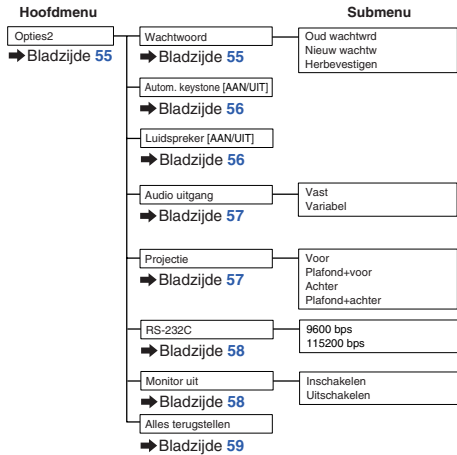 Hoofdmenu
Submenu
Opties2
➡Bladzijde 55
Wachtwoord
➡Bladzijde 55
Oud wachtwrd
Nieuw wachtw
Herbevestigen
Autom. keystone [AAN/UIT]
➡Bladzijde 56
Luidspreker [AAN/UIT]
➡Bladzijde 56
Audio uitgang
➡Bladzijde 57
Vast
Variabel
Projectie
➡Bladzijde 57
Voor
Plafond+voor
Achter
Plafond+achter
RS-232C
➡Bladzijde 58
9600 bps
115200 bps
Monitor uit
➡Bladzijde 58
Inschakelen
Uitschakelen
Alles terugstellen
➡Bladzijde 59